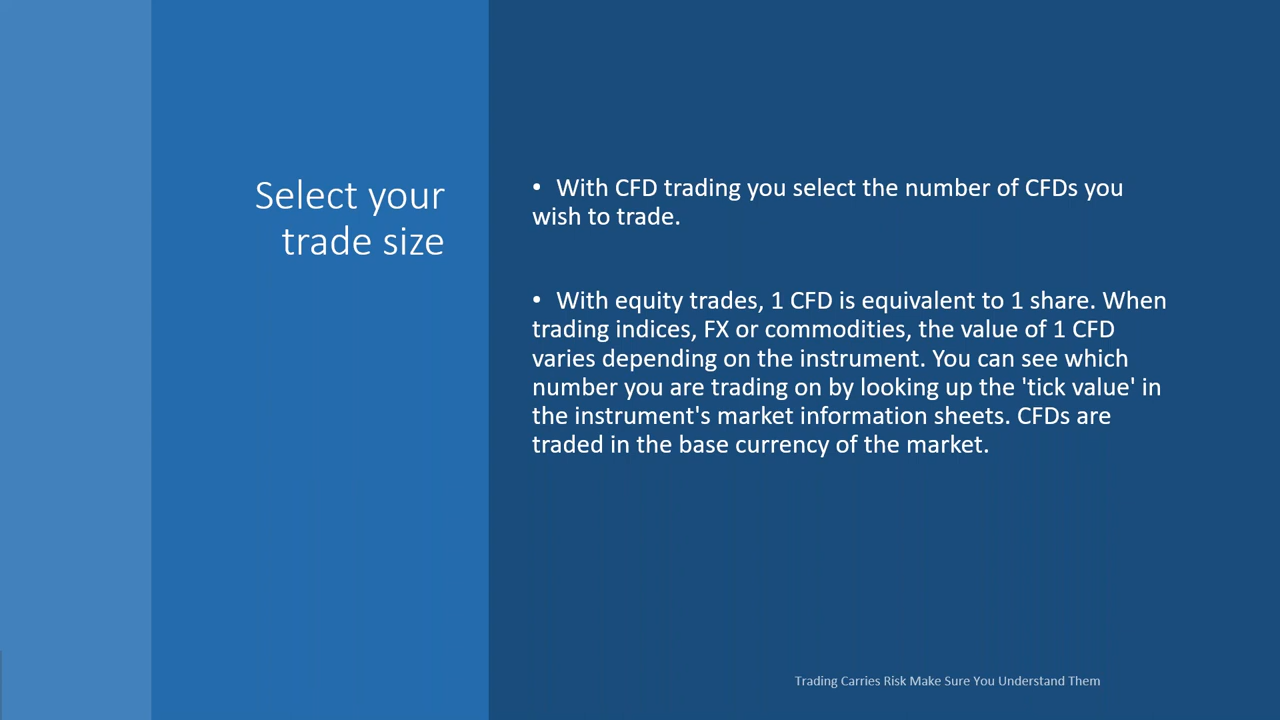 Select your
trade size
• With CFD trading you select the number of CFDs you
wish to trade.
• With equity trades, 1 CFD is equivalent to 1 share. When
trading indices, FX or commodities, the value of 1 CFD
varies depending on the instrument. You can see which
number you are trading on by looking up the 'tick value' in
the instrument's market information sheets. CFDs are
traded in the base currency of the market.
Trading Carries Risk Make Sure You Understand Them